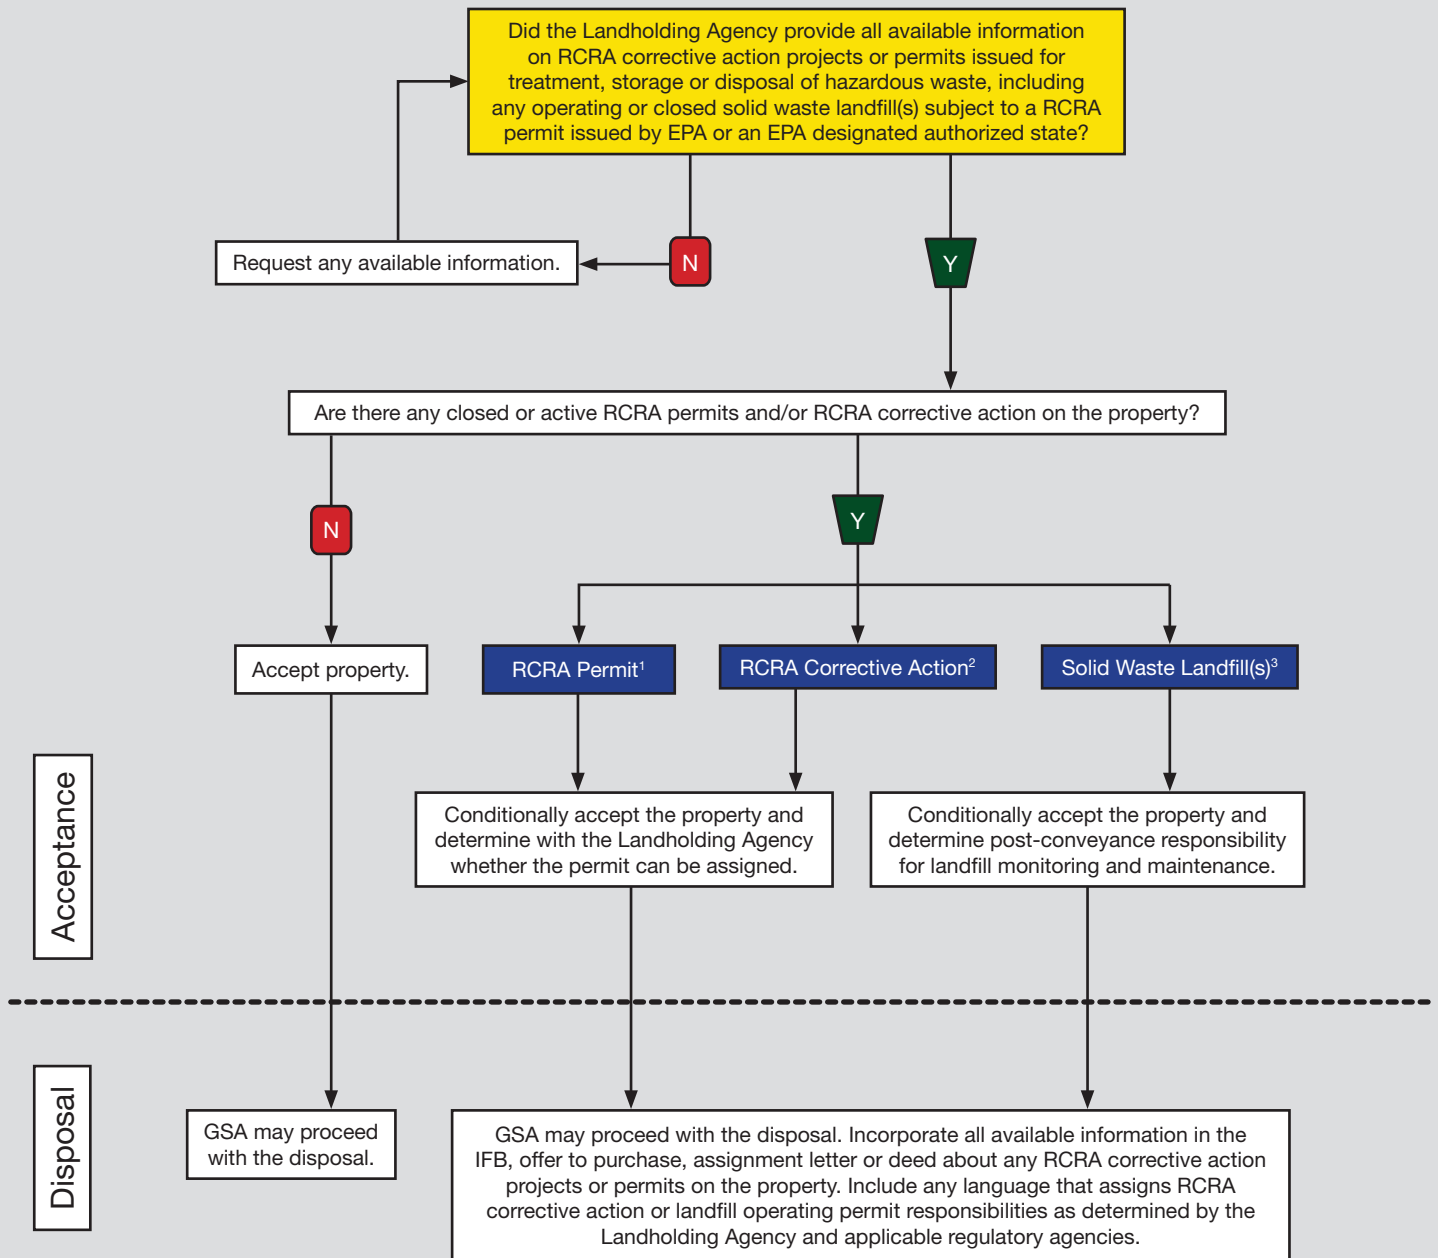 Did the Landholding Agency provide all available information
on RCRA corrective action projects or permits issued for
treatment, storage or disposal of hazardous waste, including
any operating or closed solid waste landfill(s) subject to a RCRA
permit issued by EPA or an EPA designated authorized state?
Request any available information.
N
Y
Are there any closed or active RCRA permits and/or RCRA corrective action on the property?
N
Y
Accept property.
RCRA Permit¹
RCRA Corrective Action²
Solid Waste Landfill(s)³
Acceptance
Conditionally accept the property and
determine with the Landholding Agency
whether the permit can be assigned.
Conditionally accept the property and
determine post-conveyance responsibility
for landfill monitoring and maintenance.
Disposal
GSA may proceed
with the disposal.
GSA may proceed with the disposal. Incorporate all available information in the
IFB, offer to purchase, assignment letter or deed about any RCRA corrective action
projects or permits on the property. Include any language that assigns RCRA
corrective action or landfill operating permit responsibilities as determined by the
Landholding Agency and applicable regulatory agencies.